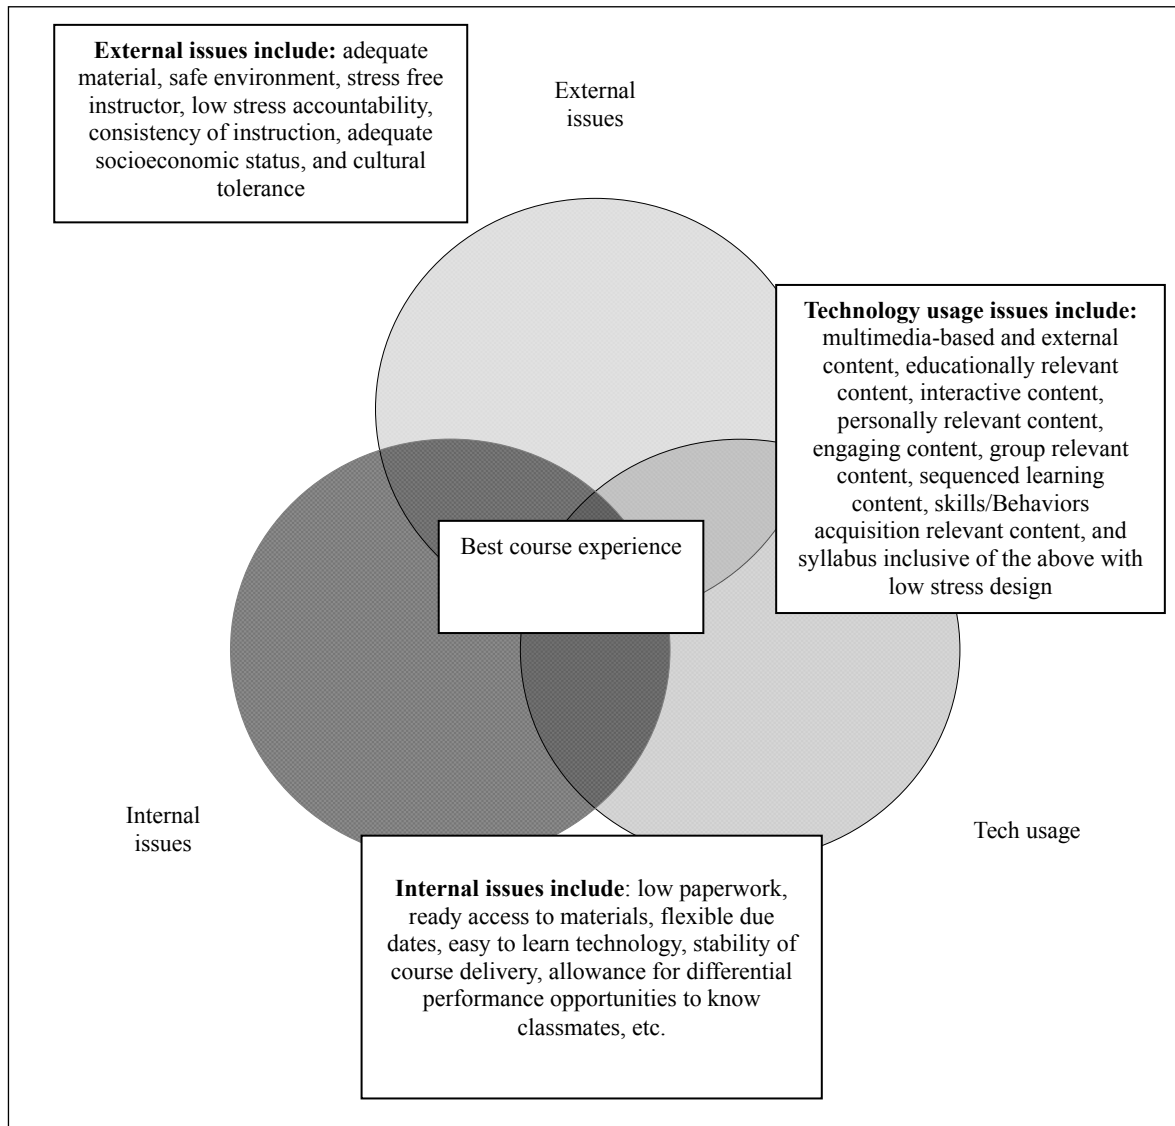 External issues include: adequate
material, safe environment, stress free
instructor, low stress accountability,
consistency of instruction, adequate
socioeconomic status, and cultural
tolerance
External
issues
Technology usage issues include:
multimedia-based and external
content, educationally relevant
content, interactive content,
personally relevant content,
engaging content, group relevant
content, sequenced learning
content, skills/Behaviors
acquisition relevant content, and
syllabus inclusive of the above with
low stress design
Best course experience
Internal
issues
Tech usage
Internal issues include: low paperwork,
ready access to materials, flexible due
dates, easy to learn technology, stability of
course delivery, allowance for differential
performance opportunities to know
classmates, etc.